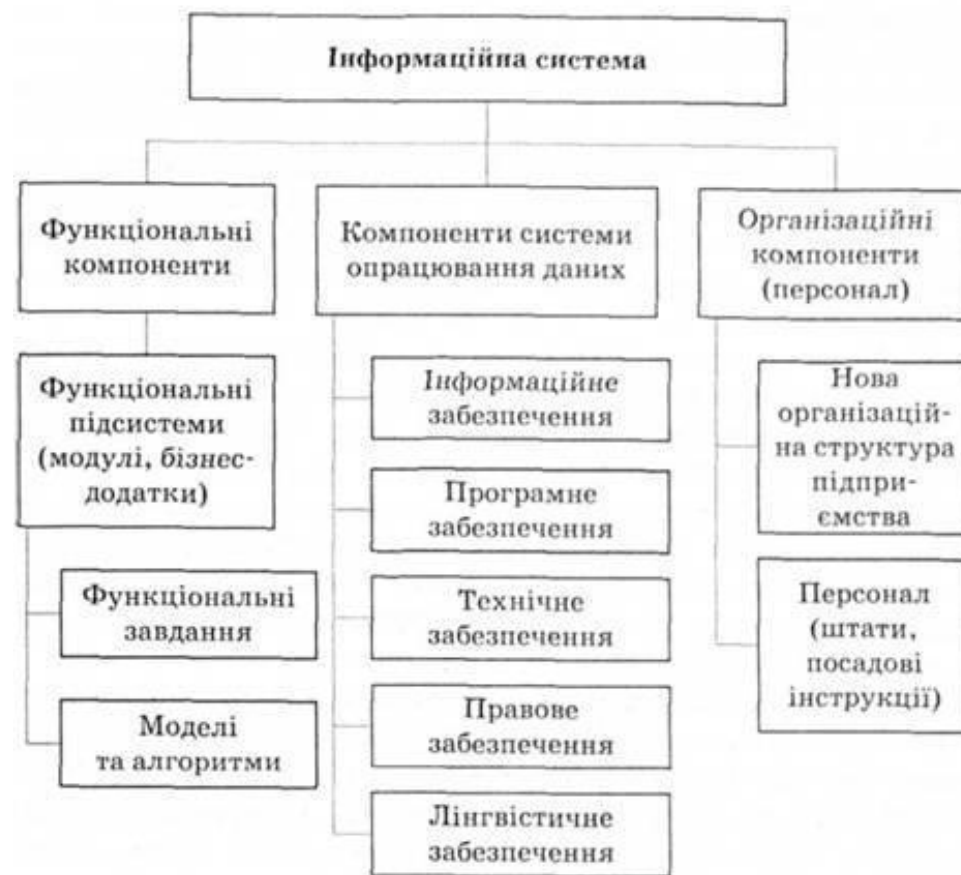 Інформаційна система
Функціональні
компоненти
Компоненти системи
опрацювання даних
Організаційні
компоненти
(персонал)
Функціональні
підсистеми
(модулі, бізнес-
додатки)
Функціональні
завдання
Моделі
та алгоритми
Інформаційне
забезпечення
Програмне
забезпечення
Технічне
забезпечення
Правове
забезпечення
Лінгвістичне
забезпечення
Нова
організацій-
на структура
підпри-
ємства
Персонал
(штати,
посадові
інструкції)